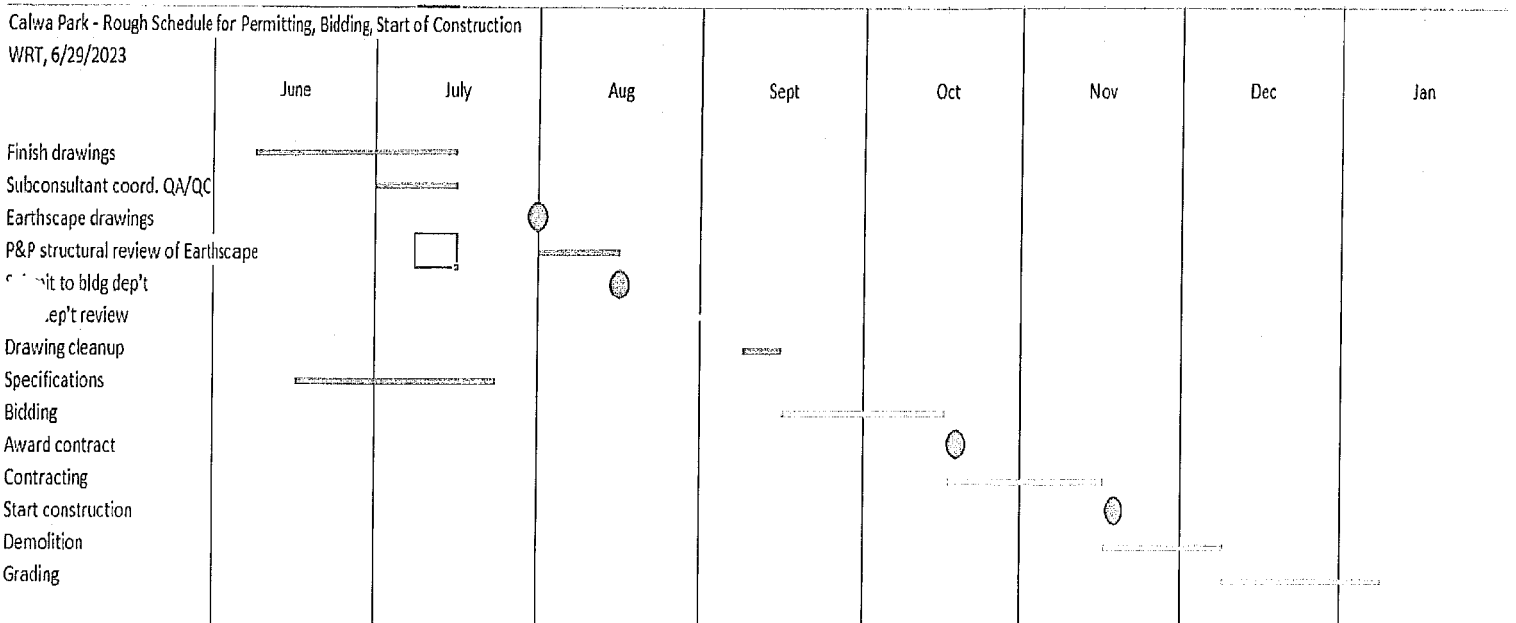 Calwa Park - Rough Schedule for Permitting, Bidding, Start of Construction
WRT, 6/29/2023
June July Aug Sept Oct Nov Dec Jan
Finish drawings
Subconsultant coord. QA/QC
Earthscape drawings
P&P structural review of Earthscape
to bldg dep't
review
Drawing cleanup
Specifications
Bidding
Award contract
Contracting
Start construction
Demolition
Grading